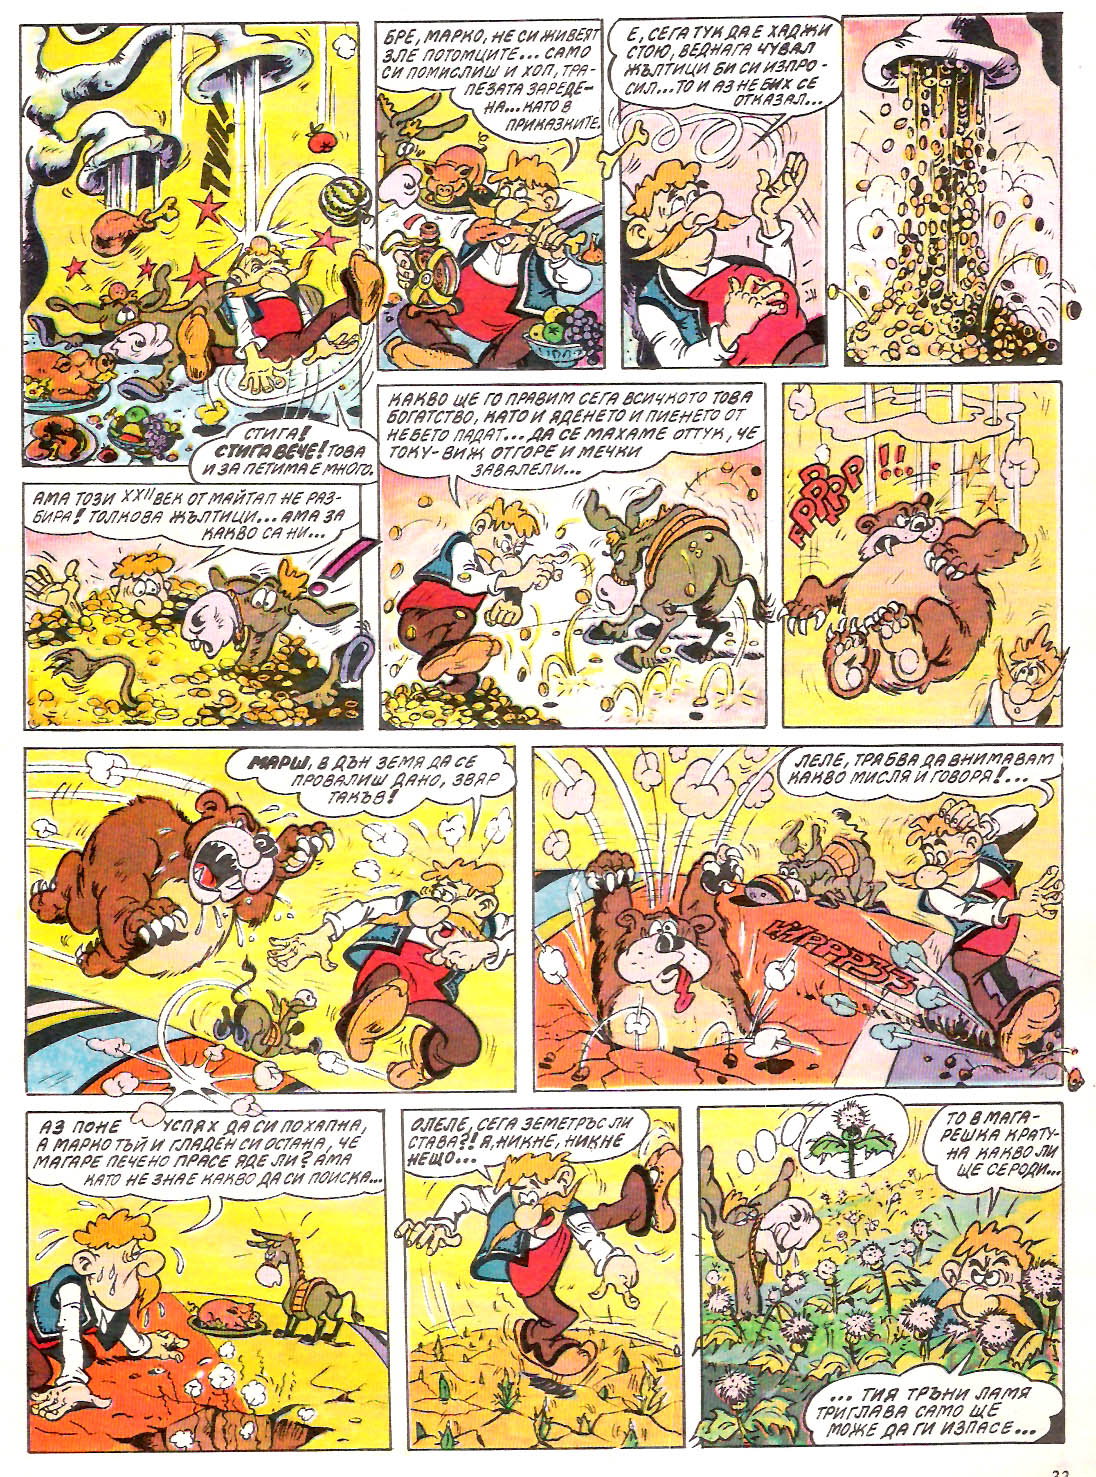 ТУП!
СТИГА!
СТИГА ВЕЧЕ! ТОВА
И ЗА ПЕТИМА Е МНОГО.
БРЕ, МАРКО, НЕ СИ ЖИВЕЯТ
ЗЛЕ ПОТОМЦИТЕ... САМО
СИ ПОМИСЛИШ И ХОП, ТРА-
ПЕЗАТА ЗАРЕДЕ-
НА... КАТО В
ПРИКАЗКИТЕ.
Е, СЕГА ТУК ДА Е ХАДЖИ
СТОЮ, ВЕДНАГА ЧУВАЛ
ЖЪЛТИЦИ БИ СИ ИЗПРО-
СИЛ... ТО И АЗ НЕ БИХ СЕ
ОТКАЗАЛ...
АМА ТОЗИ XXII ВЕК ОТ МАЙТАП НЕ РАЗ-
БИРА! ТОЛКОВА ЖЪЛТИЦИ... АМА ЗА
КАКВО СА НИ...
КАКВО ЩЕ ГО ПРАВИМ СЕГА ВСИЧКОТО ТОВА
БОГАТСТВО, КАТО И ЯДЕНЕТО И ПИЕНЕТО ОТ
НЕБЕТО ПАДАТ... ДА СЕ МАХАМЕ ОТТУК, ЧЕ
ТОКУ-ВИЖ ОТГОРЕ И МЕЧКИ
ЗАВАЛЕЛИ...
МАРШ, В ДЪН ЗЕМЯ ДА СЕ
ПРОВАЛИШ ДАНО, ЗВЯР
ТАКЪВ!
ЛЕЛЕ, ТРЯБВА ДА ВНИМАВАМ
КАКВО МИСЛЯ И ГОВОРЯ!...
АЗ ПОНЕ УСПЯХ ДА СИ ПОХАПНА,
А МАРКО ТЪЙ И ГЛАДЕН СИ ОСТАНА, ЧЕ
МАГАРЕ ПЕЧЕНО ПРАСЕ ЯДЕ ЛИ? АМА
КАТО НЕ ЗНАЕ КАКВО ДА СИ ПОИСКА...
ОЛЕЛЕ, СЕГА ЗЕМЕТРЪС ЛИ
СТАВА?! Я, НИКНЕ, НИКНЕ
НЕЩО...
ТО В МАГА-
РЕШКА КРАТУ-
НА КАКВО ЛИ
ЩЕ СЕ РОДИ...
... ТИЯ ТРЪНИ ЛАМЯ
ТРИГЛАВА САМО ЩЕ
МОЖЕ ДА ГИ ИЗПАСЕ...